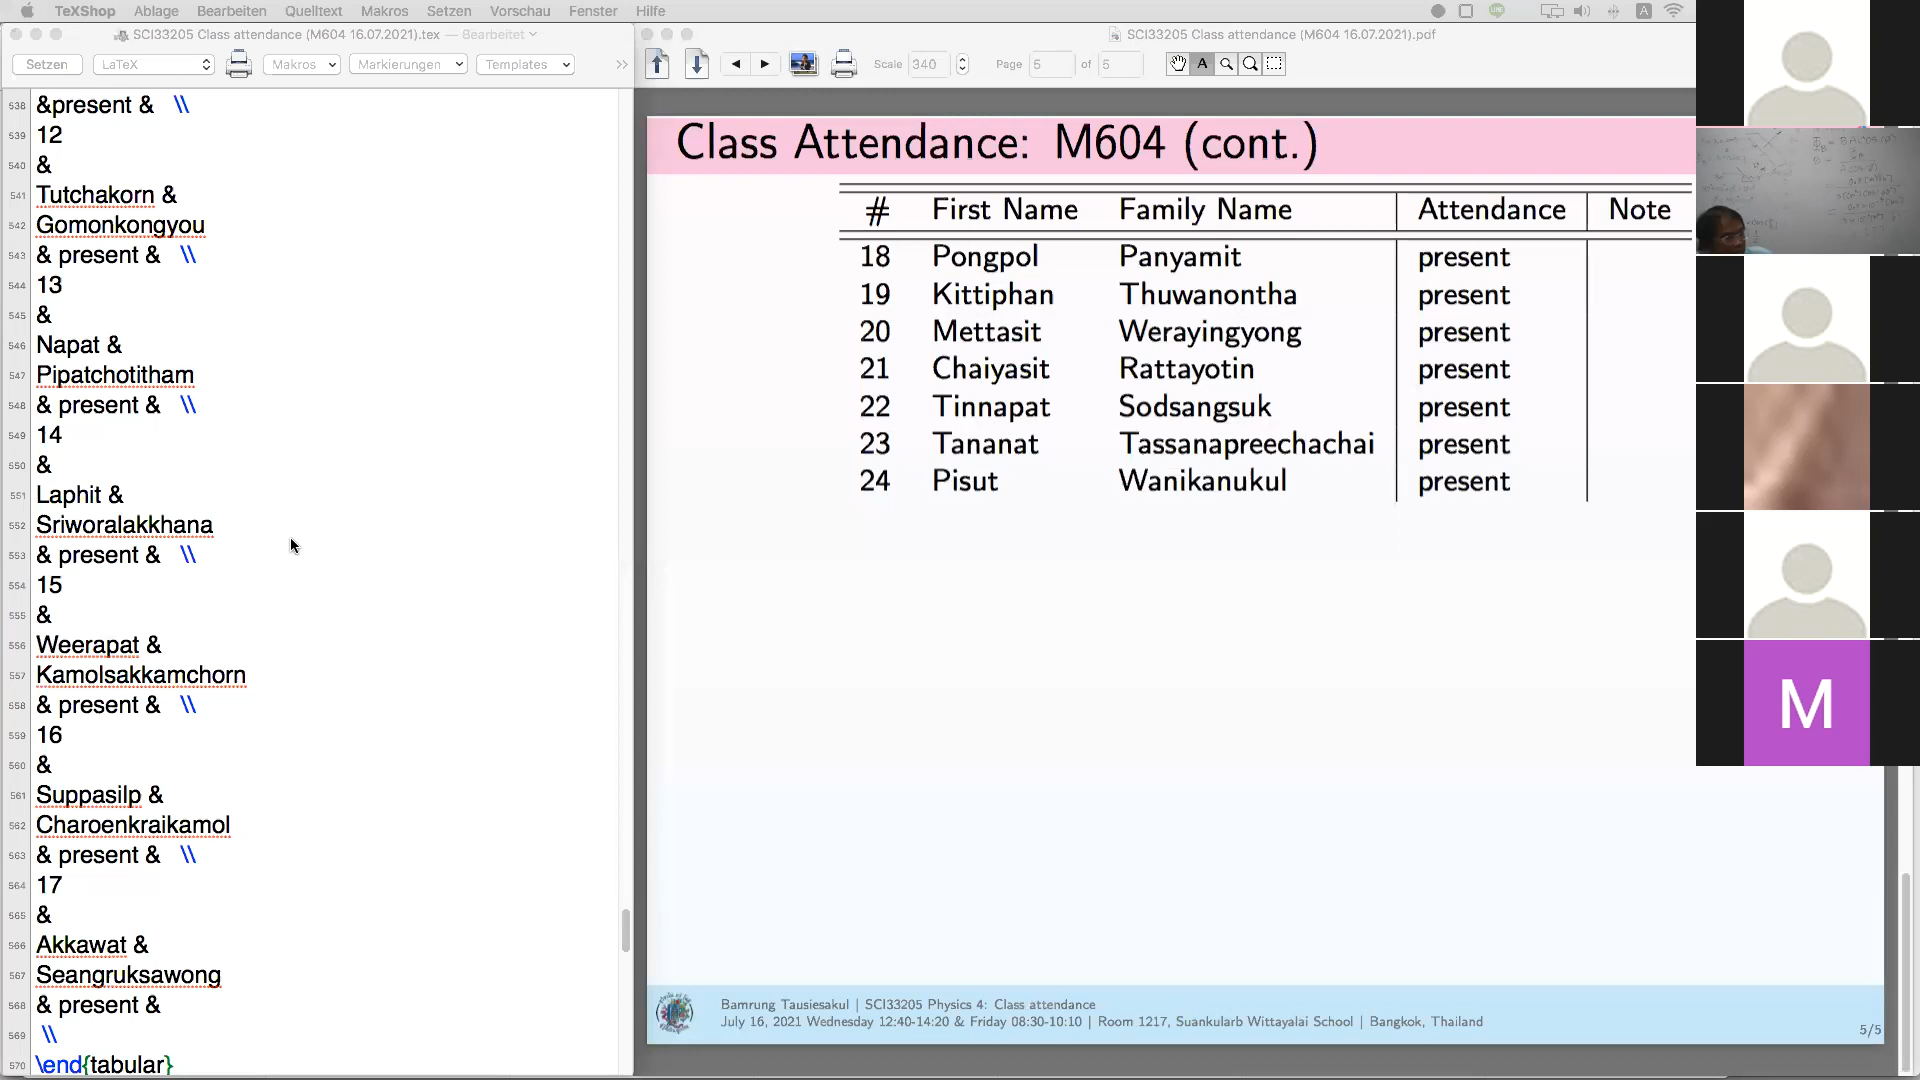 TeXShop Ablage Bearbeiten Quelltext Makros Setzen Vorschau Fenster Hilfe
SCI33205 Class attendance (M604 16.07.2021).tex — Bearbeitet
Setzen LaTeX Makros Markierungen Templates >>
638 &present & \\
539 12
540 &
541 Tutchakorn &
542 Gomonkongyou
543 & present & \\
544 13
545 &
546 Napat &
547 Pipatchotitham
548 & present & \\
549 14
550 &
551 Laphit &
552 Sriworalakkhana
553 & present & \\
554 15
555 &
556 Weerapat &
557 Kamolsakkamchorn
558 & present & \\
559 16
560 &
561 Suppasilp &
562 Charoenkraikamol
563 & present & \\
564 17
565 &
566 Akkawat &
567 Seangruksawong
568 & present &
569 \\
570 \end{tabular}
SCI33205 Class attendance (M604 16.07.2021).pdf
Scale 340 Page 5 of 5 A
Class Attendance: M604 (cont.)
# First Name Family Name Attendance Note
18 Pongpol Panyamit present
19 Kittiphan Thuwanontha present
20 Mettasit Werayingyong present
21 Chaiyasit Rattayotin present
22 Tinnapat Sodsangsuk present
23 Tananat Tassanapreechachai present
24 Pisut Wanikanukul present
Bamrung Tausiesakul | SCI33205 Physics 4: Class attendance
July 16, 2021 Wednesday 12:40-14:20 & Friday 08:30-10:10 | Room 1217, Suankularb Wittayalai School | Bangkok, Thailand
5/5
A
M